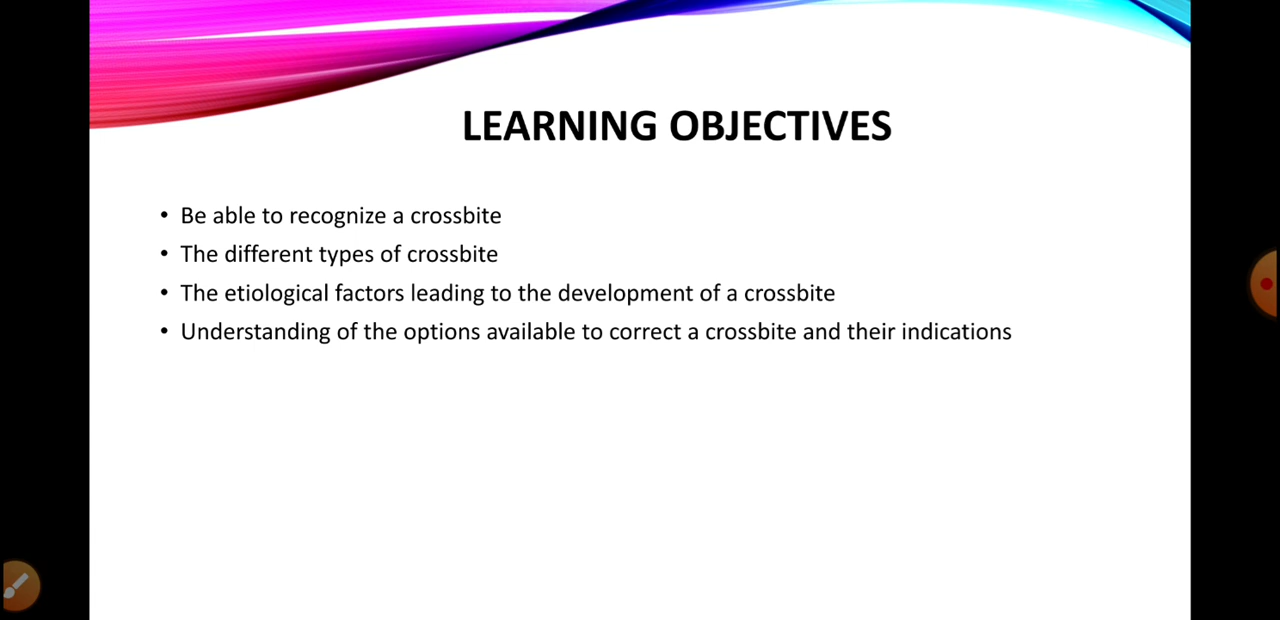 LEARNING OBJECTIVES
• Be able to recognize a crossbite
• The different types of crossbite
• The etiological factors leading to the development of a crossbite
• Understanding of the options available to correct a crossbite and their indications